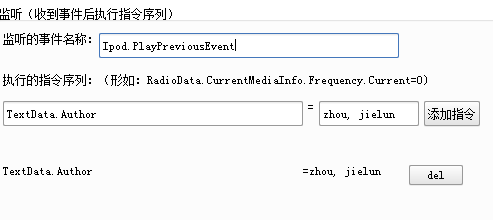 监听（收到事件后执行指令序列）
监听的事件名称： Ipod.PlayPreviousEvent
执行的指令序列：（形如：RadioData.CurrentMediaInfo.Frequency.Current=0）
TextData.Author = zhou, jielun 添加指令
TextData.Author =zhou, jielun del